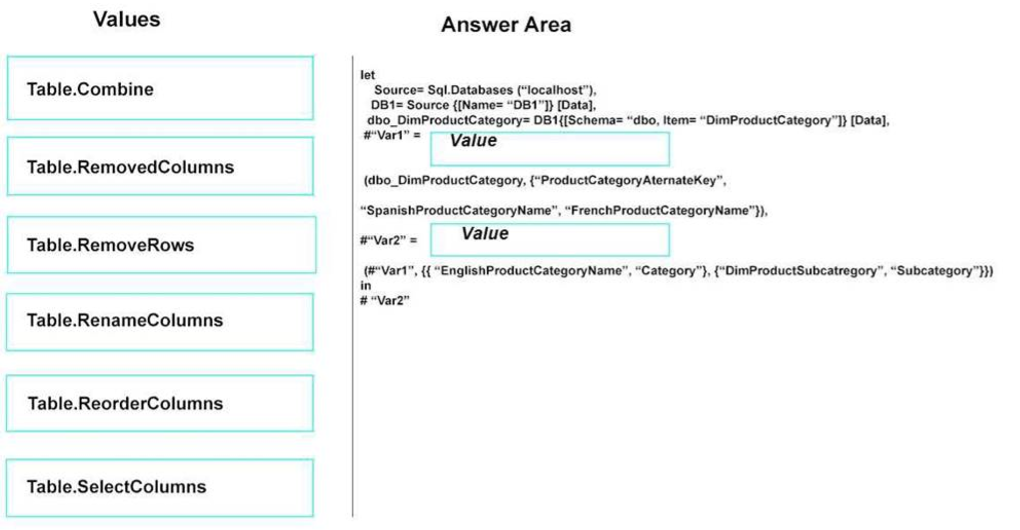 Values
Answer Area
Table.Combine
Table.RemovedColumns
Table.RemoveRows
Table.RenameColumns
Table.ReorderColumns
Table.SelectColumns
let
Source= Sql.Databases (“localhost”),
DB1= Source {[Name= “DB1”]} [Data],
dbo_DimProductCategory= DB1{[Schema= “dbo, Item= “DimProductCategory”]} [Data],
#“Var1” = Value
(dbo_DimProductCategory, {“ProductCategoryAternateKey”,
“SpanishProductCategoryName”, “FrenchProductCategoryName”}),
#“Var2” = Value
(#“Var1”, {{ “EnglishProductCategoryName”, “Category”}, {“DimProductSubcatregory”, “Subcategory”}})
in
# “Var2”